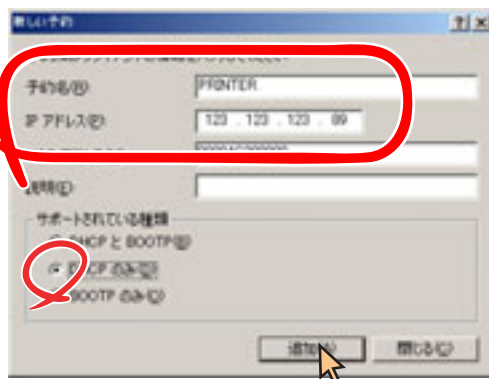 新しい予約
予約名(R)
PRINTER
IP アドレス(P)
123 . 123 . 123 . 89
説明(E)
サポートされている種類
DHCP と BOOTP(B)
DHCP のみ(D)
BOOTP のみ(O)
追加(A)
閉じる(C)